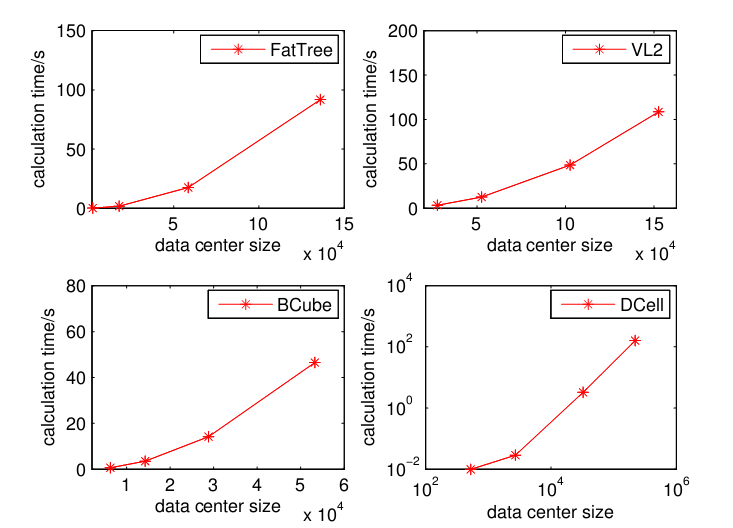 150
100
50
0
calculation time/s
FatTree
5
10
15
data center size
x 10^4
200
150
100
50
0
calculation time/s
VL2
5
10
15
data center size
x 10^4
80
60
40
20
0
calculation time/s
BCube
1
2
3
4
5
6
data center size
x 10^4
10^4
10^2
10^0
10^−2
calculation time/s
DCell
10^2
10^4
10^6
data center size